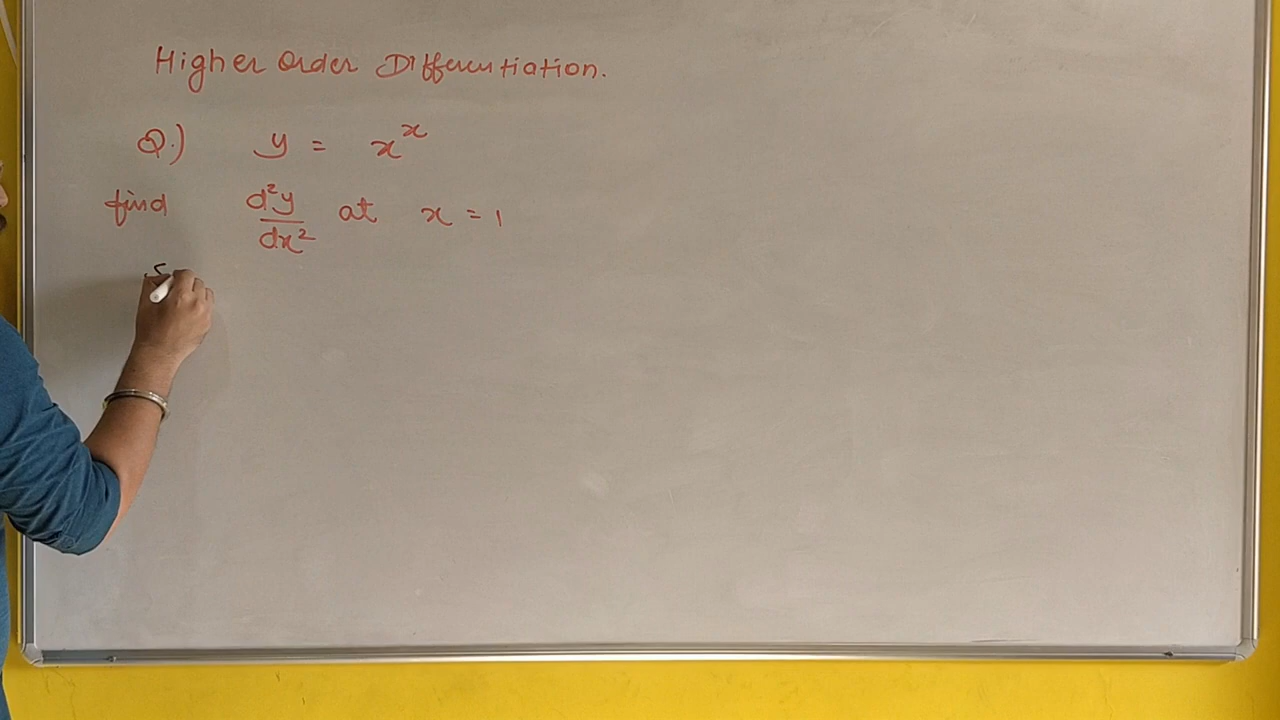 Higher Order Differentiation.
Q.) y = x^x
find d²y/dx² at x = 1
S